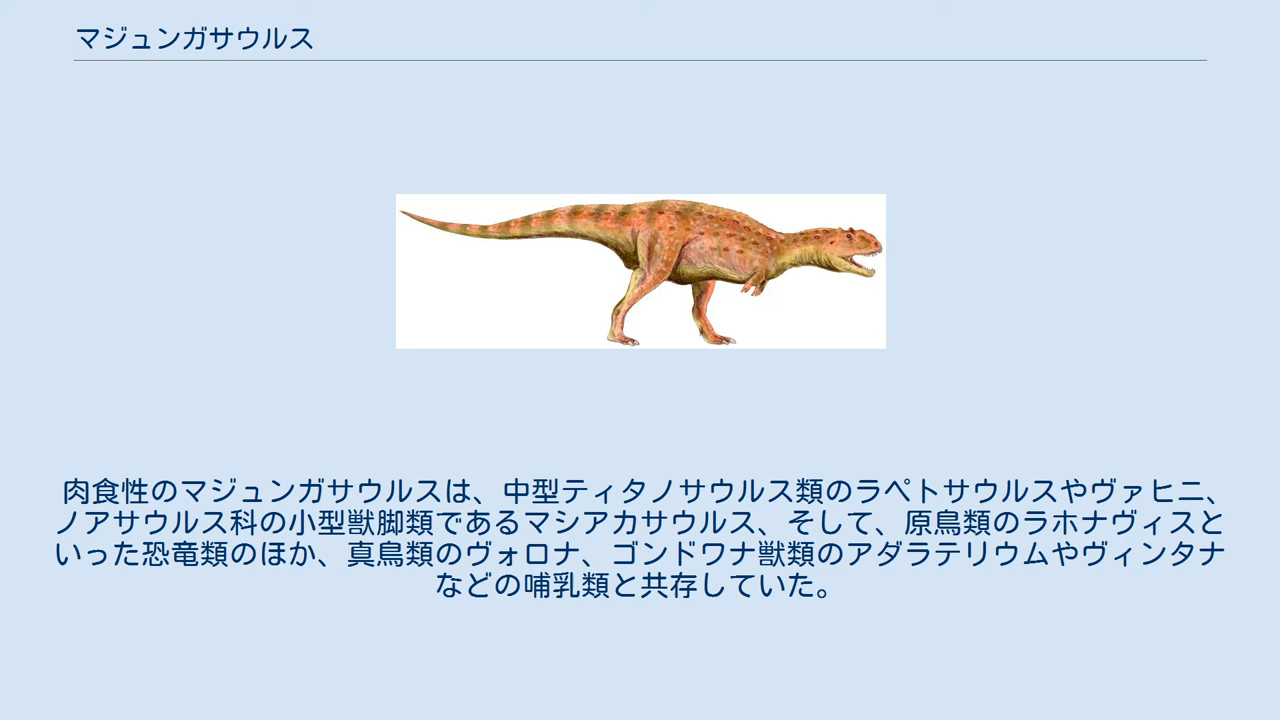 マジュンガサウルス
肉食性のマジュンガサウルスは、中型ティタノサウルス類のラペトサウルスやヴァヒニ、
ノアサウルス科の小型獣脚類であるマシアカサウルス、そして、原鳥類のラホナヴィスと
いった恐竜類のほか、真鳥類のヴォロナ、ゴンドワナ獣類のアダラテリウムやヴィンタナ
などの哺乳類と共存していた。